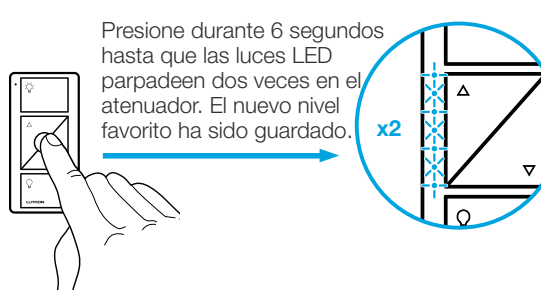 Presione durante 6 segundos
hasta que las luces LED
parpadeen dos veces en el
atenuador. El nuevo nivel
favorito ha sido guardado.
x2
LUTRON